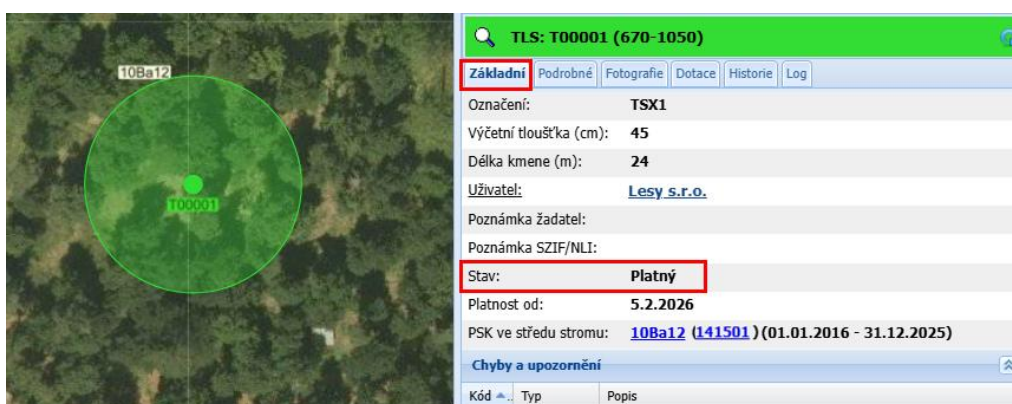 10Ba12
T00001
TLS: T00001 (670-1050)
Základní Podrobné Fotografie Dotace Historie Log
Označení: TSX1
Výčetní tloušťka (cm): 45
Délka kmene (m): 24
Uživatel: Lesy s.r.o.
Poznámka žadatel:
Poznámka SZIF/NLI:
Stav: Platný
Platnost od: 5.2.2026
PSK ve středu stromu: 10Ba12 (141501) (01.01.2016 - 31.12.2025)
Chyby a upozornění
Kód Typ Popis